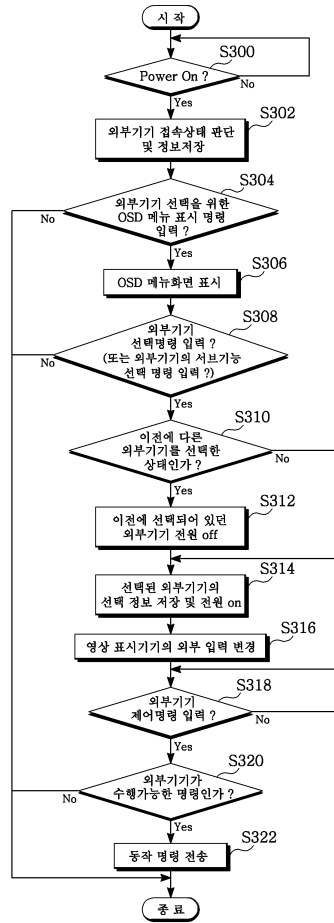 시 작
S300
Power On ?
No
Yes
S302
외부기기 접속상태 판단
및 정보저장
S304
외부기기 선택을 위한
OSD 메뉴 표시 명령
입력 ?
No
Yes
S306
OSD 메뉴화면 표시
S308
외부기기
선택명령 입력 ?
(또는 외부기기의 서브기능
선택 명령 입력 ?)
No
Yes
S310
이전에 다른
외부기기를 선택한
상태인가 ?
No
Yes
S312
이전에 선택되어 있던
외부기기 전원 off
S314
선택된 외부기기의
선택 정보 저장 및 전원 on
S316
영상 표시기기의 외부 입력 변경
S318
외부기기
제어명령 입력 ?
No
Yes
S320
외부기기가
수행가능한 명령인가 ?
No
Yes
S322
동작 명령 전송
종 료